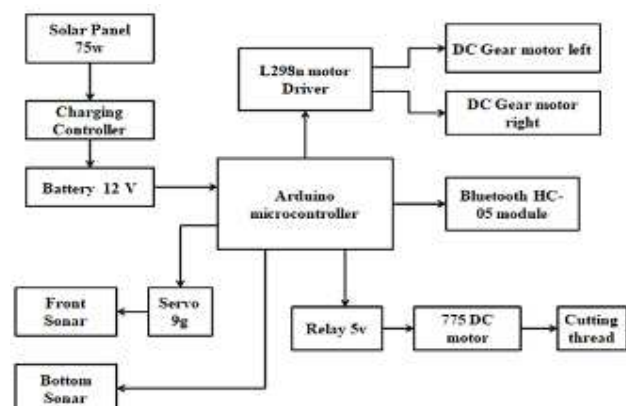 Solar Panel
75w
Charging
Controller
Battery 12 V
L298n motor
Driver
DC Gear motor left
DC Gear motor
right
Arduino
microcontroller
Bluetooth HC-
05 module
Front
Sonar
Servo
9g
Bottom
Sonar
Relay 5v
775 DC
motor
Cutting
thread